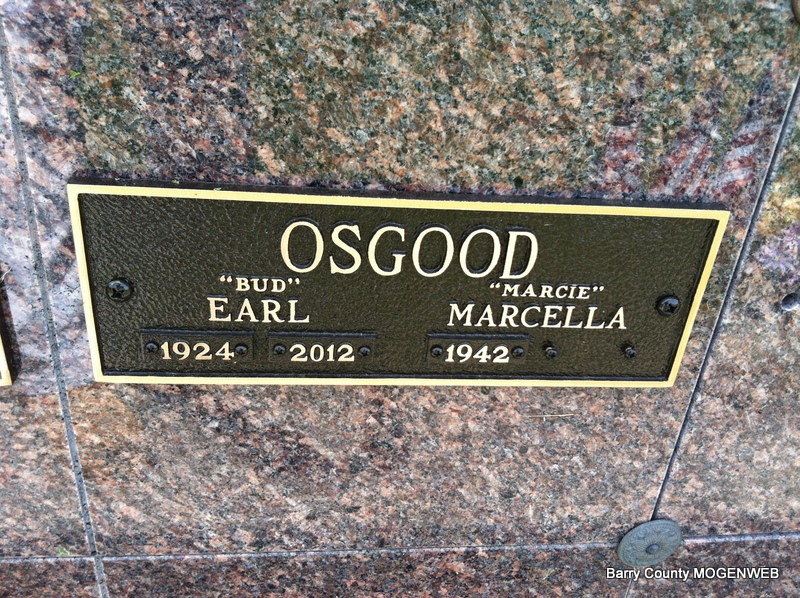 OSGOOD
"BUD" "MARCIE"
EARL MARCELLA
1924 2012 1942
Barry County MOGENWEB